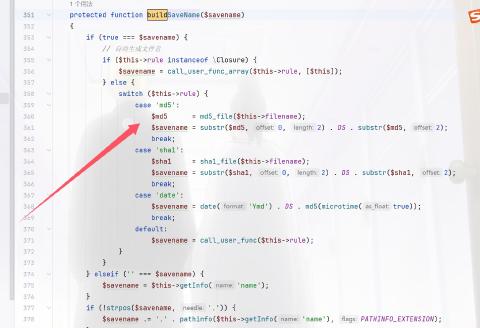 1 个用法
351 protected function buildSaveName($savename)
352 {
353 if (true === $savename) {
354 // 自动生成文件名
355 if ($this->rule instanceof \Closure) {
356 $savename = call_user_func_array($this->rule, [$this]);
357 } else {
358 switch ($this->rule) {
359 case 'md5':
360 $md5 = md5_file($this->filename);
361 $savename = substr($md5, offset: 0, length: 2) . DS . substr($md5, offset: 2);
362 break;
363 case 'sha1':
364 $sha1 = sha1_file($this->filename);
365 $savename = substr($sha1, offset: 0, length: 2) . DS . substr($sha1, offset: 2);
366 break;
367 case 'date':
368 $savename = date( format: 'Ymd') . DS . md5(microtime( as_float: true));
369 break;
370 default:
371 $savename = call_user_func($this->rule);
372 }
373 }
374 } elseif ('' === $savename) {
375 $savename = $this->getInfo( name: 'name');
376 }
377 if (!strpos($savename, needle: '.')) {
378 $savename .= '.' . pathinfo($this->getInfo( name: 'name'), flags: PATHINFO_EXTENSION);